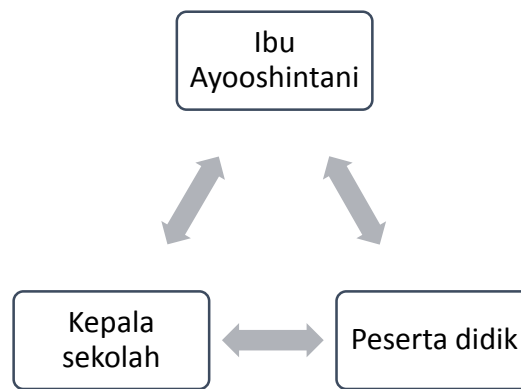 Ibu
Ayooshintani
Kepala
sekolah
Peserta didik